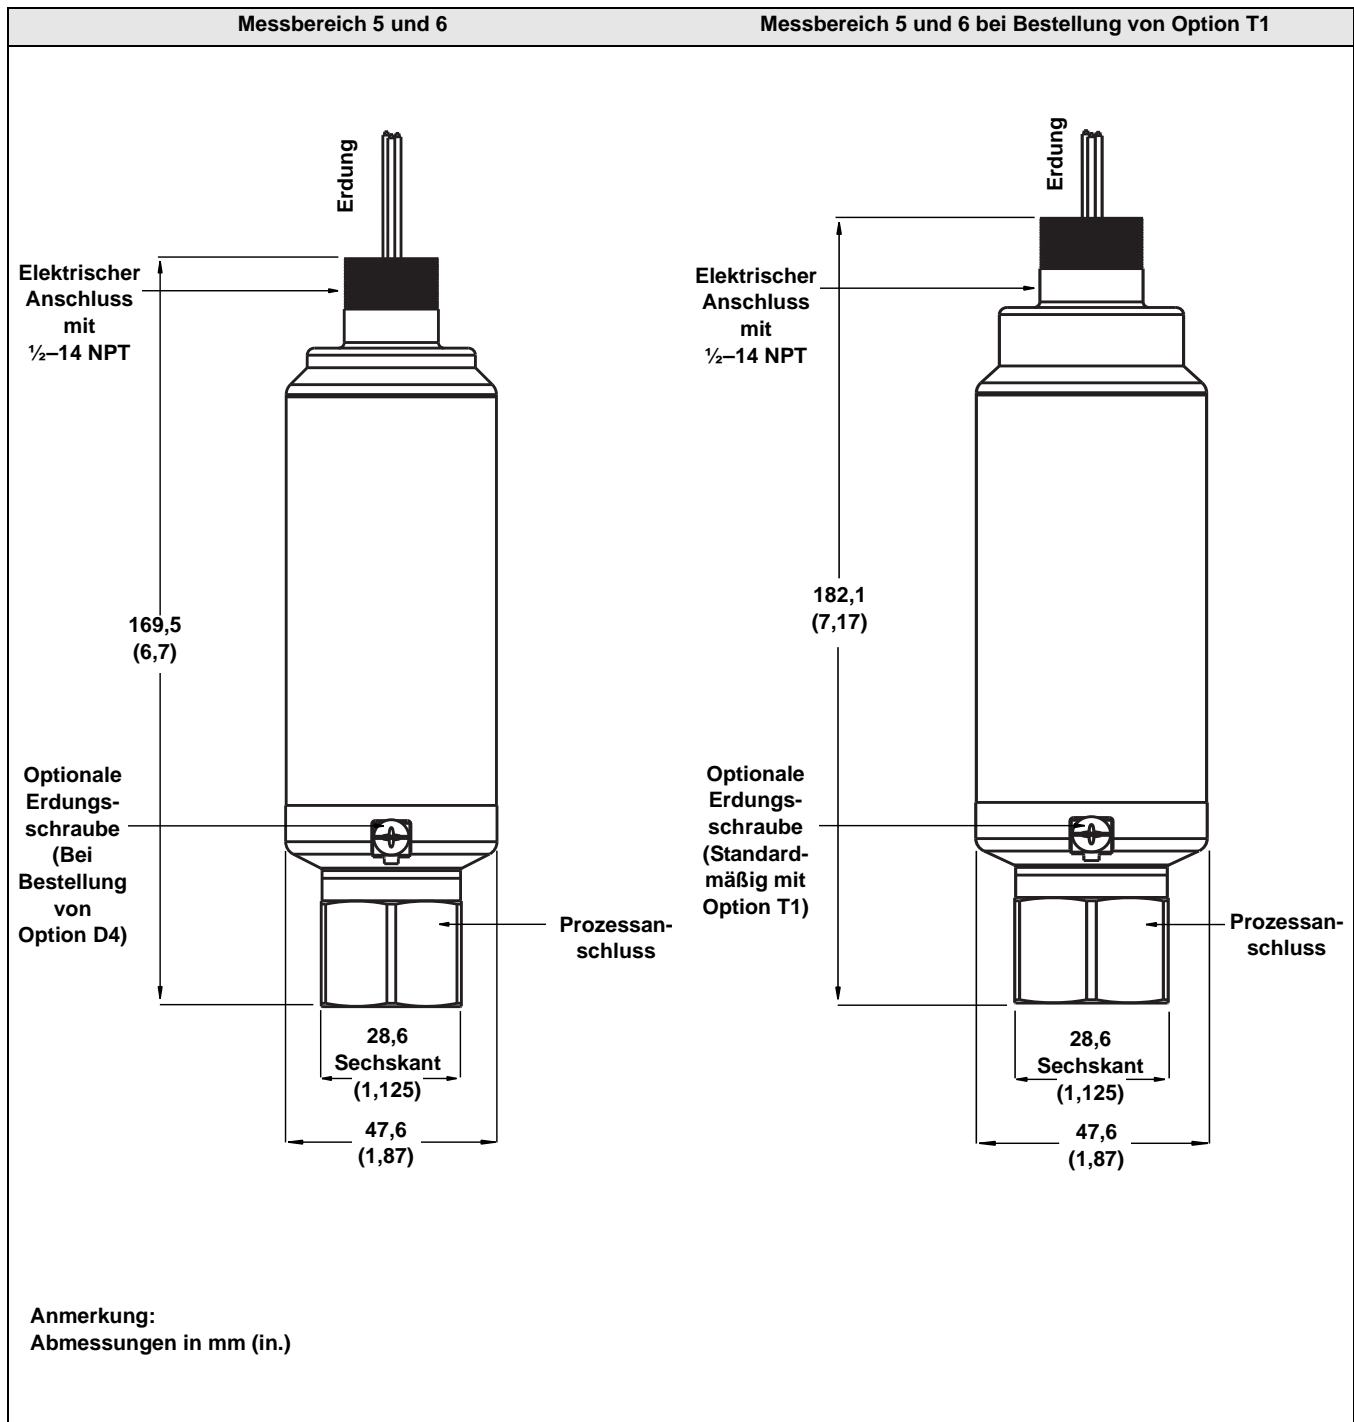 Messbereich 5 und 6
Messbereich 5 und 6 bei Bestellung von Option T1
Erdung
Elektrischer
Anschluss
mit
½–14 NPT
169,5
(6,7)
Optionale
Erdungs-
schraube
(Bei
Bestellung
von
Option D4)
Prozessan-
schluss
28,6
Sechskant
(1,125)
47,6
(1,87)
Erdung
Elektrischer
Anschluss
mit
½–14 NPT
182,1
(7,17)
Optionale
Erdungs-
schraube
(Standard-
mäßig mit
Option T1)
Prozessan-
schluss
28,6
Sechskant
(1,125)
47,6
(1,87)
Anmerkung:
Abmessungen in mm (in.)